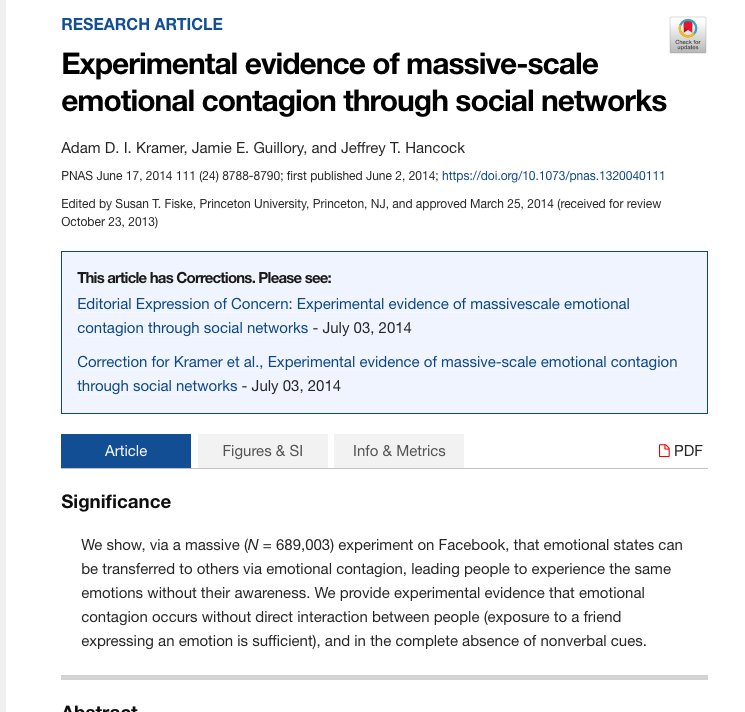 RESEARCH ARTICLE
Check for
updates
Experimental evidence of massive-scale
emotional contagion through social networks
Adam D. I. Kramer, Jamie E. Guillory, and Jeffrey T. Hancock
PNAS June 17, 2014 111 (24) 8788-8790; first published June 2, 2014; https://doi.org/10.1073/pnas.1320040111
Edited by Susan T. Fiske, Princeton University, Princeton, NJ, and approved March 25, 2014 (received for review
October 23, 2013)
This article has Corrections. Please see:
Editorial Expression of Concern: Experimental evidence of massivescale emotional
contagion through social networks - July 03, 2014
Correction for Kramer et al., Experimental evidence of massive-scale emotional contagion
through social networks - July 03, 2014
Article Figures & SI Info & Metrics PDF
Significance
We show, via a massive (N = 689,003) experiment on Facebook, that emotional states can
be transferred to others via emotional contagion, leading people to experience the same
emotions without their awareness. We provide experimental evidence that emotional
contagion occurs without direct interaction between people (exposure to a friend
expressing an emotion is sufficient), and in the complete absence of nonverbal cues.
Abstract